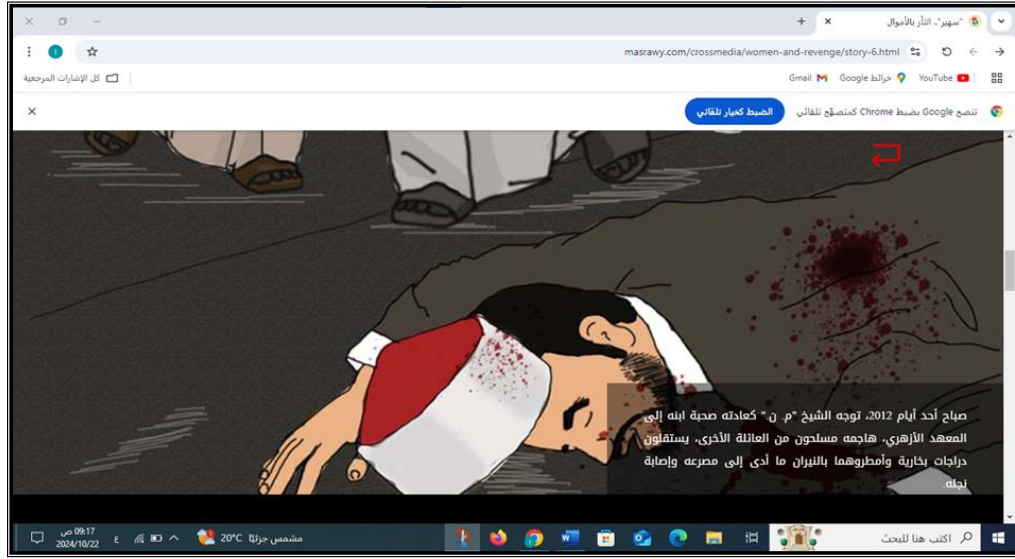 "سهير".. الثأر بالأموال
masrawy.com/crossmedia/women-and-revenge/story-6.html
YouTube خرائط Google Gmail
كل الإشارات المرجعية
تنصح Google بضبط Chrome كمتصفّح تلقائي
الضبط كخيار تلقائي
صباح أحد أيام 2012، توجه الشيخ "م. ن." كعادته صحبة ابنه إلى
المعهد الأزهري، هاجمه مسلحون من العائلة الأخرى، يستقلون
دراجات بخارية وأمطروهما بالنيران ما أدى إلى مصرعه وإصابة
نجله.
اكتب هنا للبحث
20°C مشمس جزئيًا
ع
09:17 ص
2024/10/22